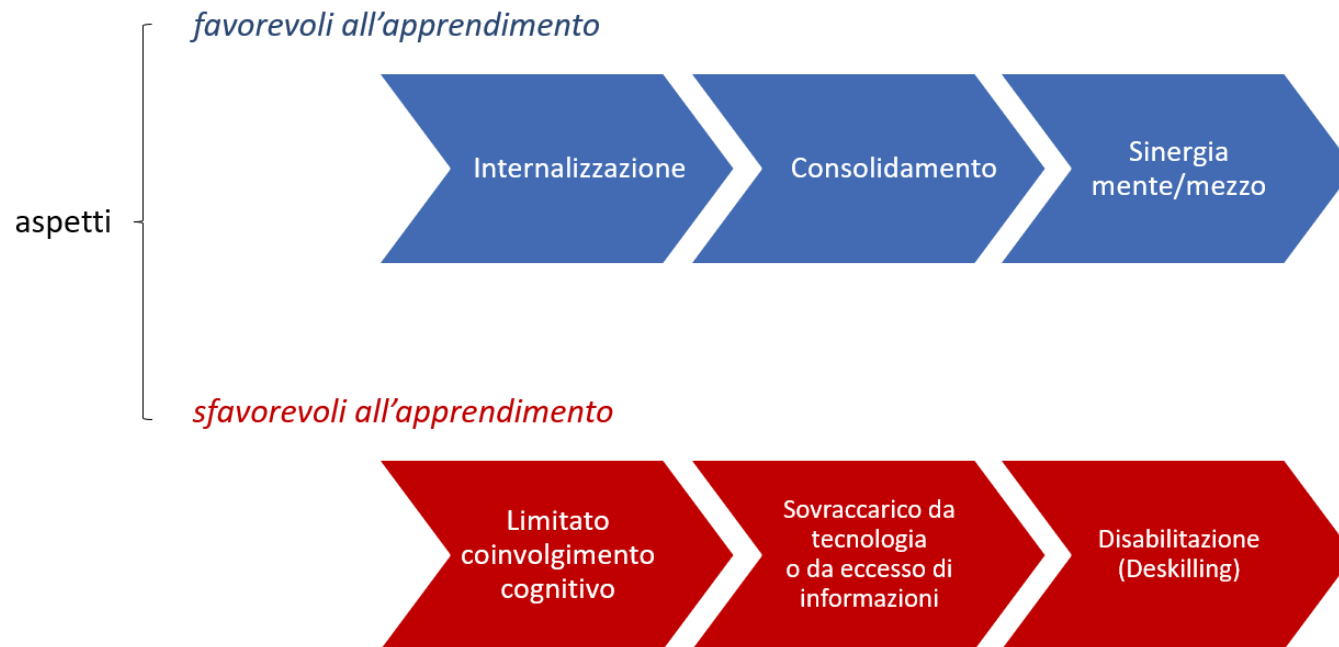 favorevoli all'apprendimento
Internalizzazione
Consolidamento
Sinergia
mente/mezzo
aspetti
sfavorevoli all'apprendimento
Limitato
coinvolgimento
cognitivo
Sovraccarico da
tecnologia
o da eccesso di
informazioni
Disabilitazione
(Deskilling)